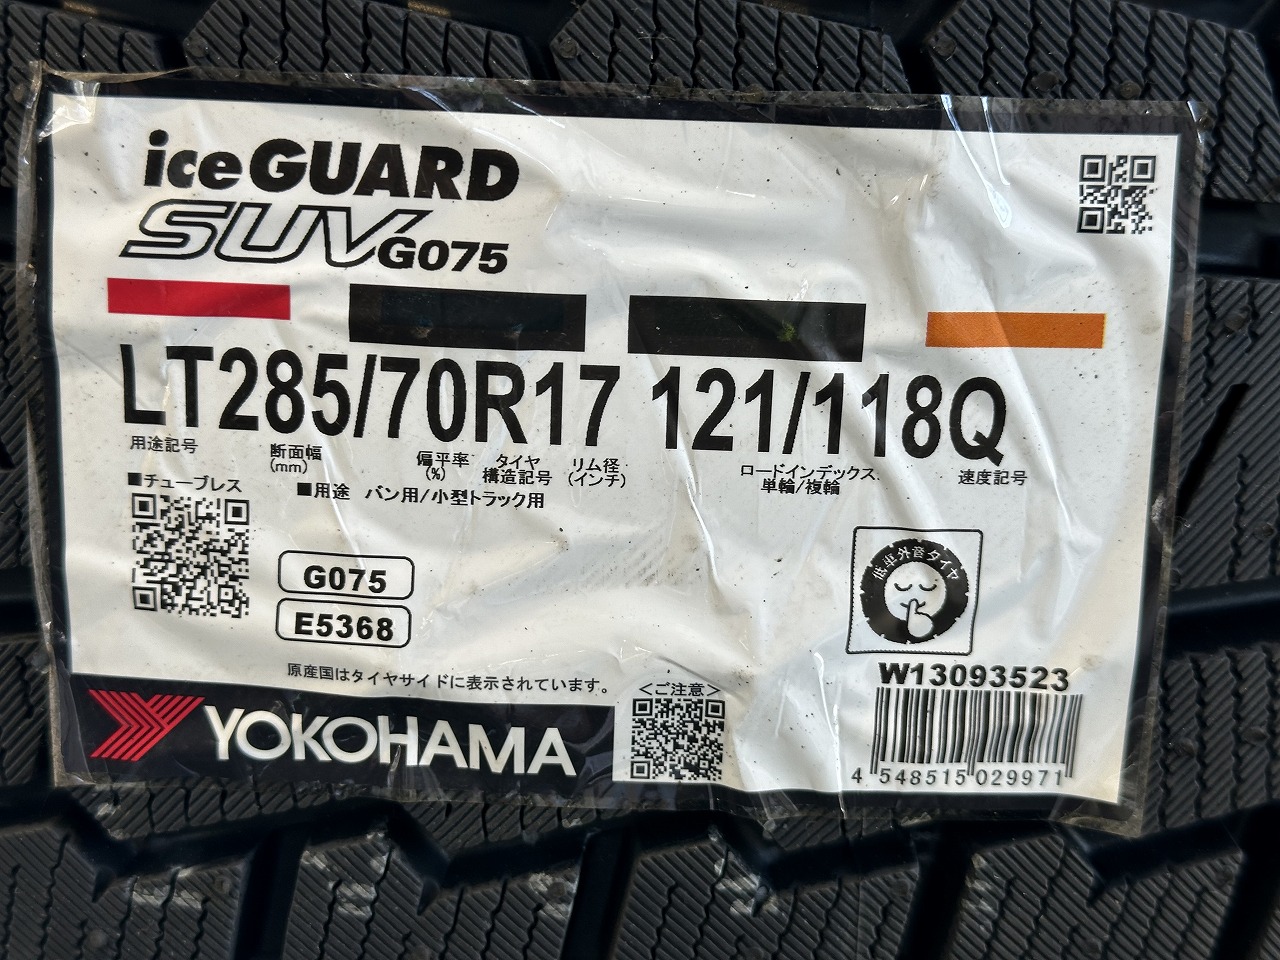 iceGUARD
SUV G075
LT285/70R17 121/118Q
用途記号 断面幅(mm) 偏平率(%) タイヤ構造記号 リム径(インチ) ロードインデックス 単輪/複輪 速度記号
■チューブレス ■用途 バン用/小型トラック用
G075
E5368
低車外音タイヤ
原産国はタイヤサイドに表示されています。
<ご注意>
W13093523
YOKOHAMA
4 548515 029971